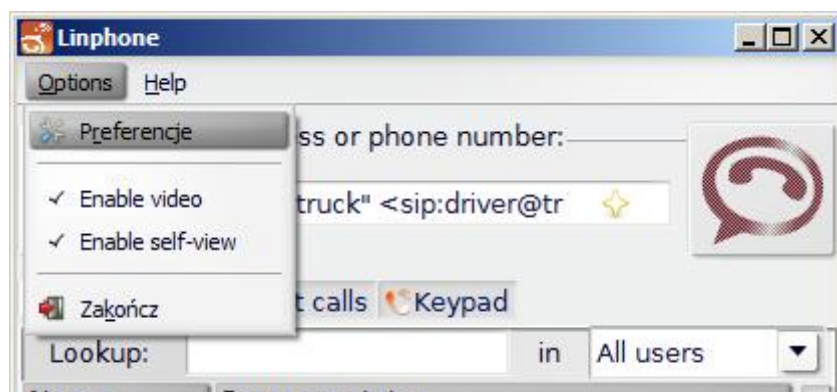 Linphone
Options Help
Preferencje
ss or phone number:
Enable video
truck" <sip:driver@tr
Enable self-view
Zakończ
t calls Keypad
Lookup: in All users